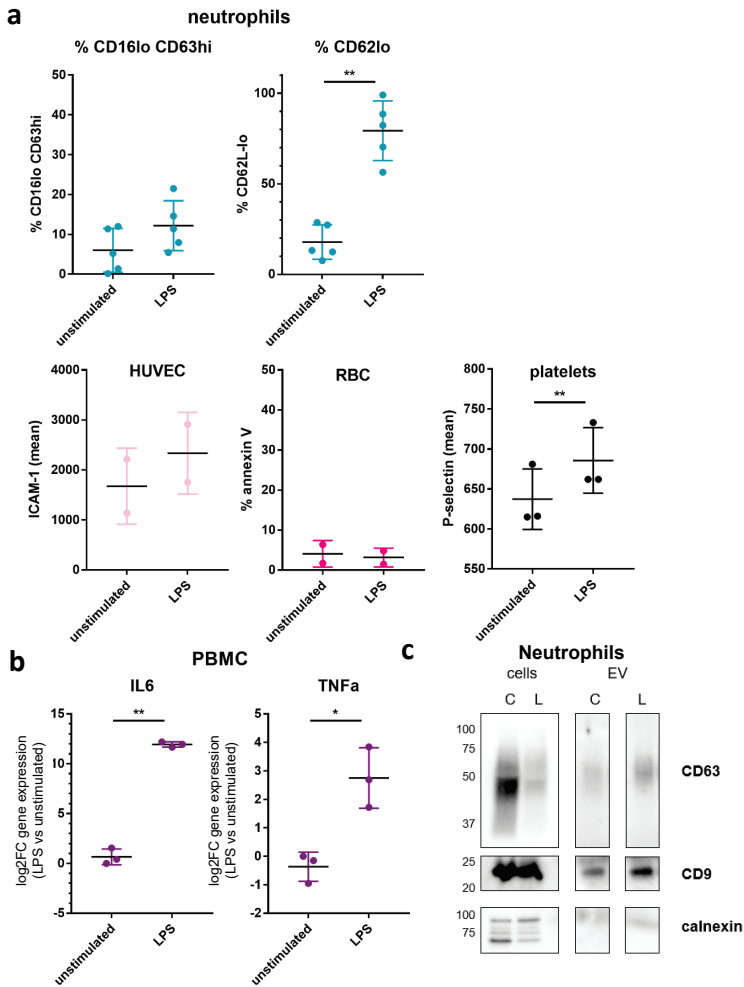 a
neutrophils
% CD16lo CD63hi
% CD62lo
% CD16lo CD63hi
50
40
30
20
10
0
unstimulated
LPS
% CD62L-lo
100
50
0
**
unstimulated
LPS
HUVEC
ICAM-1 (mean)
4000
3000
2000
1000
0
unstimulated
LPS
RBC
% annexin V
50
40
30
20
10
0
unstimulated
LPS
platelets
P-selectin (mean)
800
750
700
650
600
550
**
unstimulated
LPS
b
PBMC
IL6
log2FC gene expression
(LPS vs unstimulated)
15
10
5
0
-5
**
unstimulated
LPS
TNFa
log2FC gene expression
(LPS vs unstimulated)
5
4
3
2
1
0
-1
-2
*
unstimulated
LPS
c
Neutrophils
cells EV
C L C L
100
75
50
37
CD63
25
20
CD9
100
75
calnexin